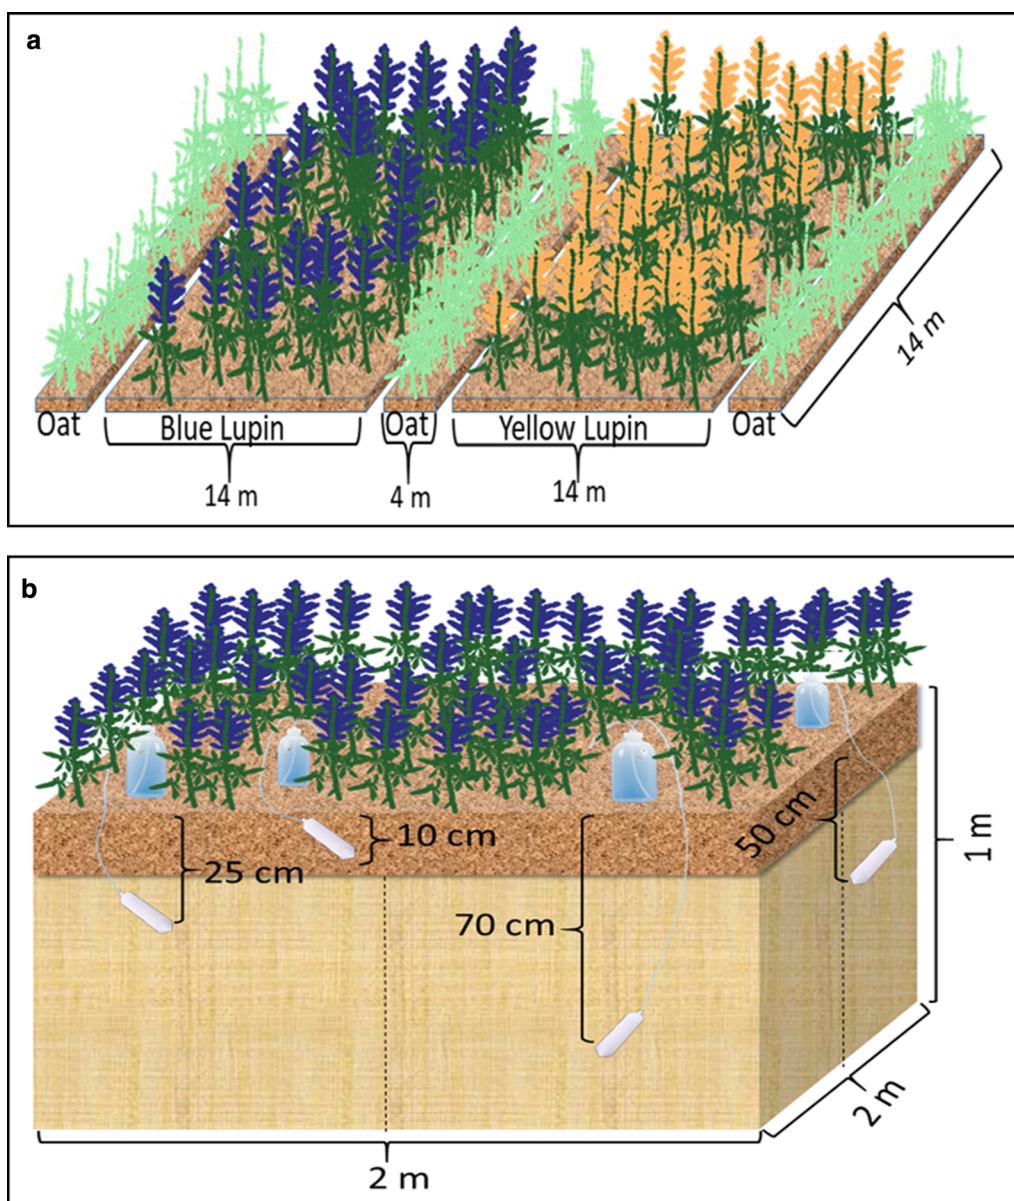 a
14 m
Oat
Blue Lupin
Oat
Yellow Lupin
Oat
14 m
4 m
14 m
b
10 cm
25 cm
50 cm
70 cm
1 m
2 m
2 m